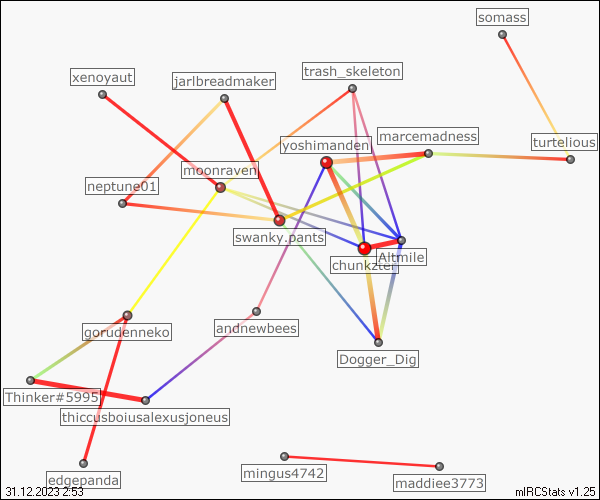 somass
xenoyaut
jarlbreadmaker
trash_skeleton
marcemadness
yoshimanden
turtelious
moonraven
neptune01
swanky.pants
Altmile
chunkzter
andnewbees
gorudenneko
Dogger_Dig
Thinker#5995
thiccusboiusalexusjoneus
edgepanda
mingus4742
maddiee3773
31.12.2023 2:53
mIRCStats v1.25